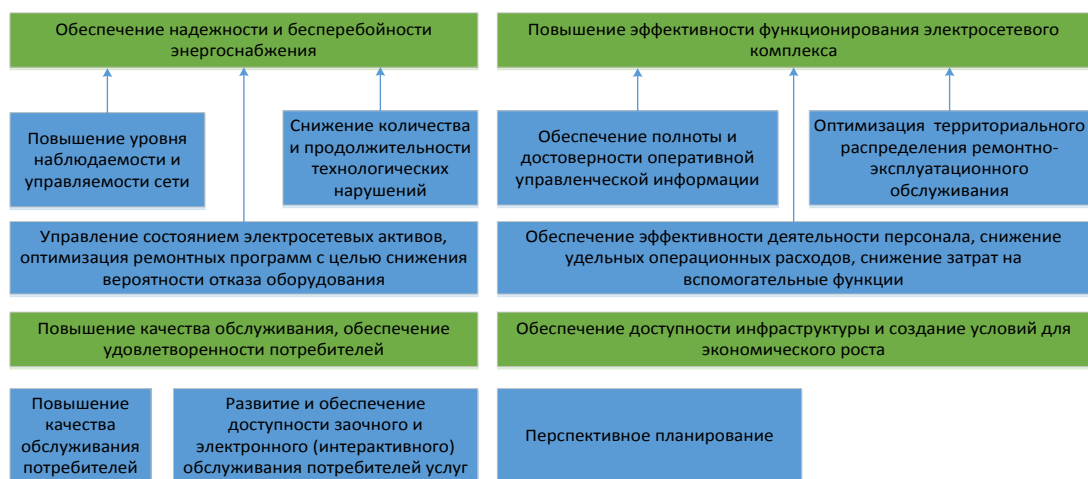 Обеспечение надежности и бесперебойности
энергоснабжения
Повышение эффективности функционирования электросетевого
комплекса
Повышение уровня
наблюдаемости и
управляемости сети
Снижение количества
и продолжительности
технологических
нарушений
Обеспечение полноты и
достоверности оперативной
управленческой информации
Оптимизация территориального
распределения ремонтно-
эксплуатационного
обслуживания
Управление состоянием электросетевых активов,
оптимизация ремонтных программ с целью снижения
вероятности отказа оборудования
Обеспечение эффективности деятельности персонала, снижение
удельных операционных расходов, снижение затрат на
вспомогательные функции
Повышение качества обслуживания, обеспечение
удовлетворенности потребителей
Обеспечение доступности инфраструктуры и создание условий для
экономического роста
Повышение
качества
обслуживания
потребителей
Развитие и обеспечение
доступности заочного и
электронного (интерактивного)
обслуживания потребителей услуг
Перспективное планирование